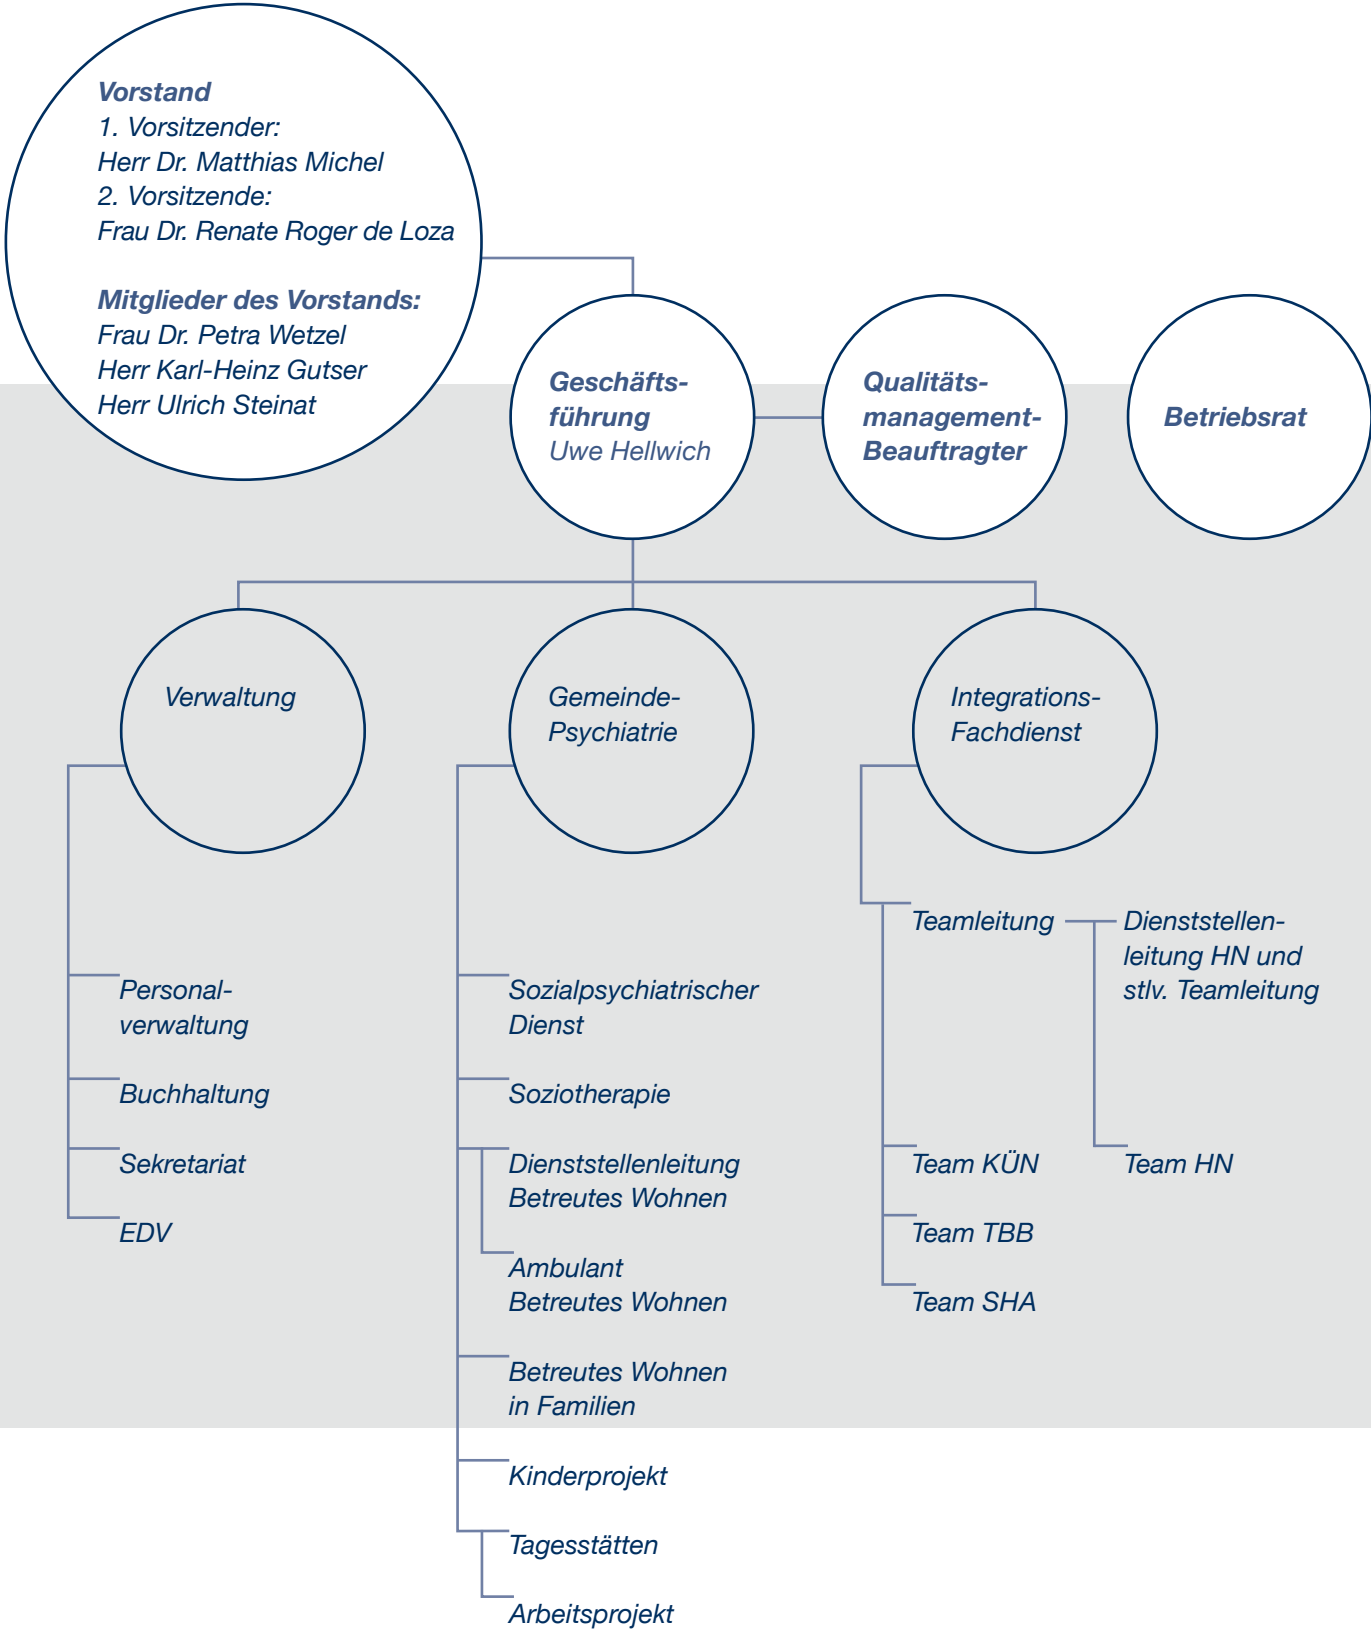 Vorstand
1. Vorsitzender:
Herr Dr. Matthias Michel
2. Vorsitzende:
Frau Dr. Renate Roger de Loza
Mitglieder des Vorstands:
Frau Dr. Petra Wetzel
Herr Karl-Heinz Gutser
Herr Ulrich Steinat
Geschäfts-
führung
Uwe Hellwich
Qualitäts-
management-
Beauftragter
Betriebsrat
Verwaltung
Personal-
verwaltung
Buchhaltung
Sekretariat
EDV
Gemeinde-
Psychiatrie
Sozialpsychiatrischer
Dienst
Soziotherapie
Dienststellenleitung
Betreutes Wohnen
Ambulant
Betreutes Wohnen
Betreutes Wohnen
in Familien
Kinderprojekt
Tagesstätten
Arbeitsprojekt
Integrations-
Fachdienst
Teamleitung
Team KÜN
Team TBB
Team SHA
Dienststellen-
leitung HN und
stlv. Teamleitung
Team HN